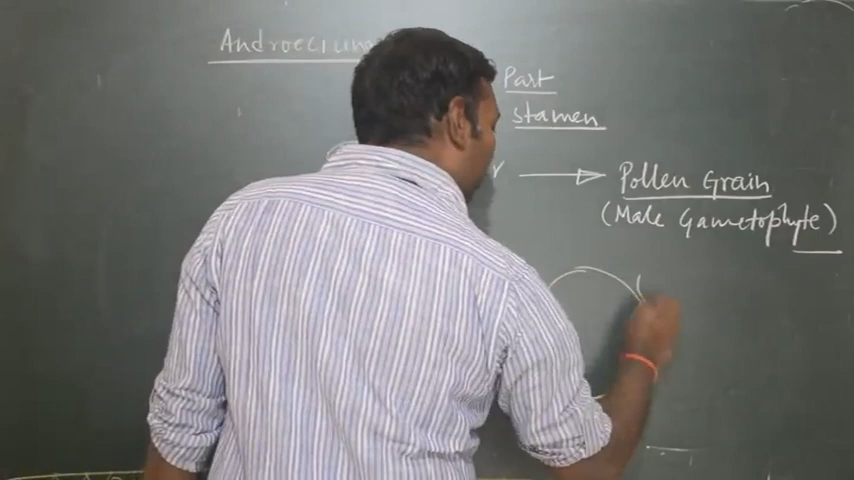 Androecium
Part
Stamen
Pollen Grain
(Male Gametophyte)